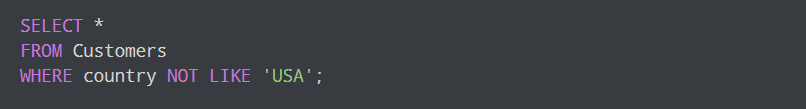 SELECT *
FROM Customers
WHERE country NOT LIKE 'USA';